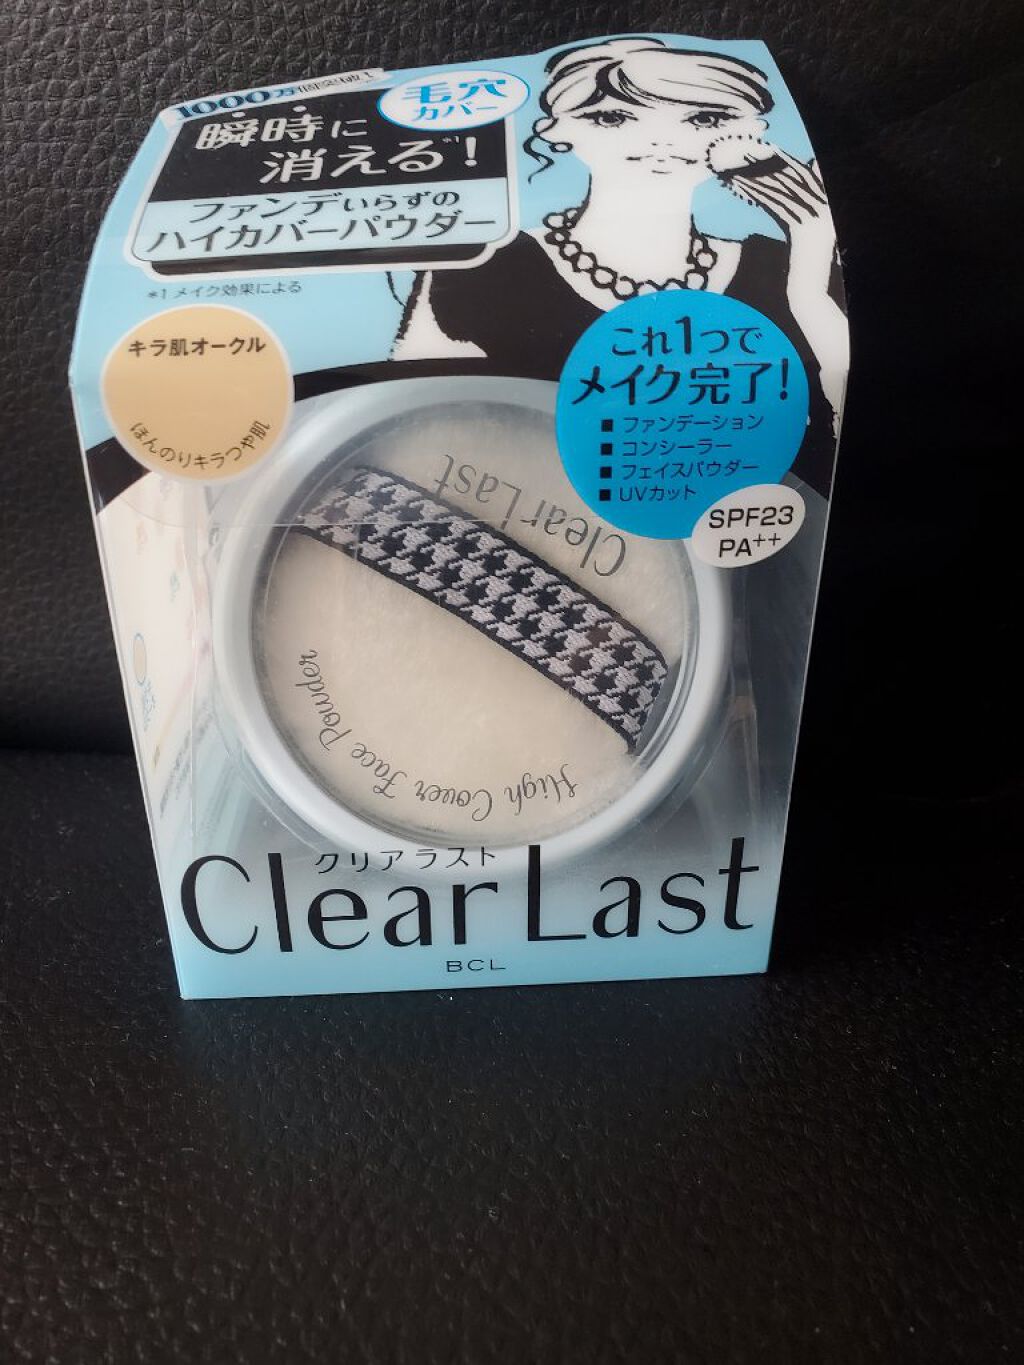 1000万個突破!
毛穴
カバー
瞬時に
消える*1!
ファンデいらずの
ハイカバーパウダー
*1 メイク効果による
キラ肌オークル
ほんのりキラつや肌
これ1つで
メイク完了!
■ ファンデーション
■ コンシーラー
■ フェイスパウダー
■ UVカット
SPF23
PA++
Clear Last
High Cover Face Powder
クリアラスト
Clear Last
BCL